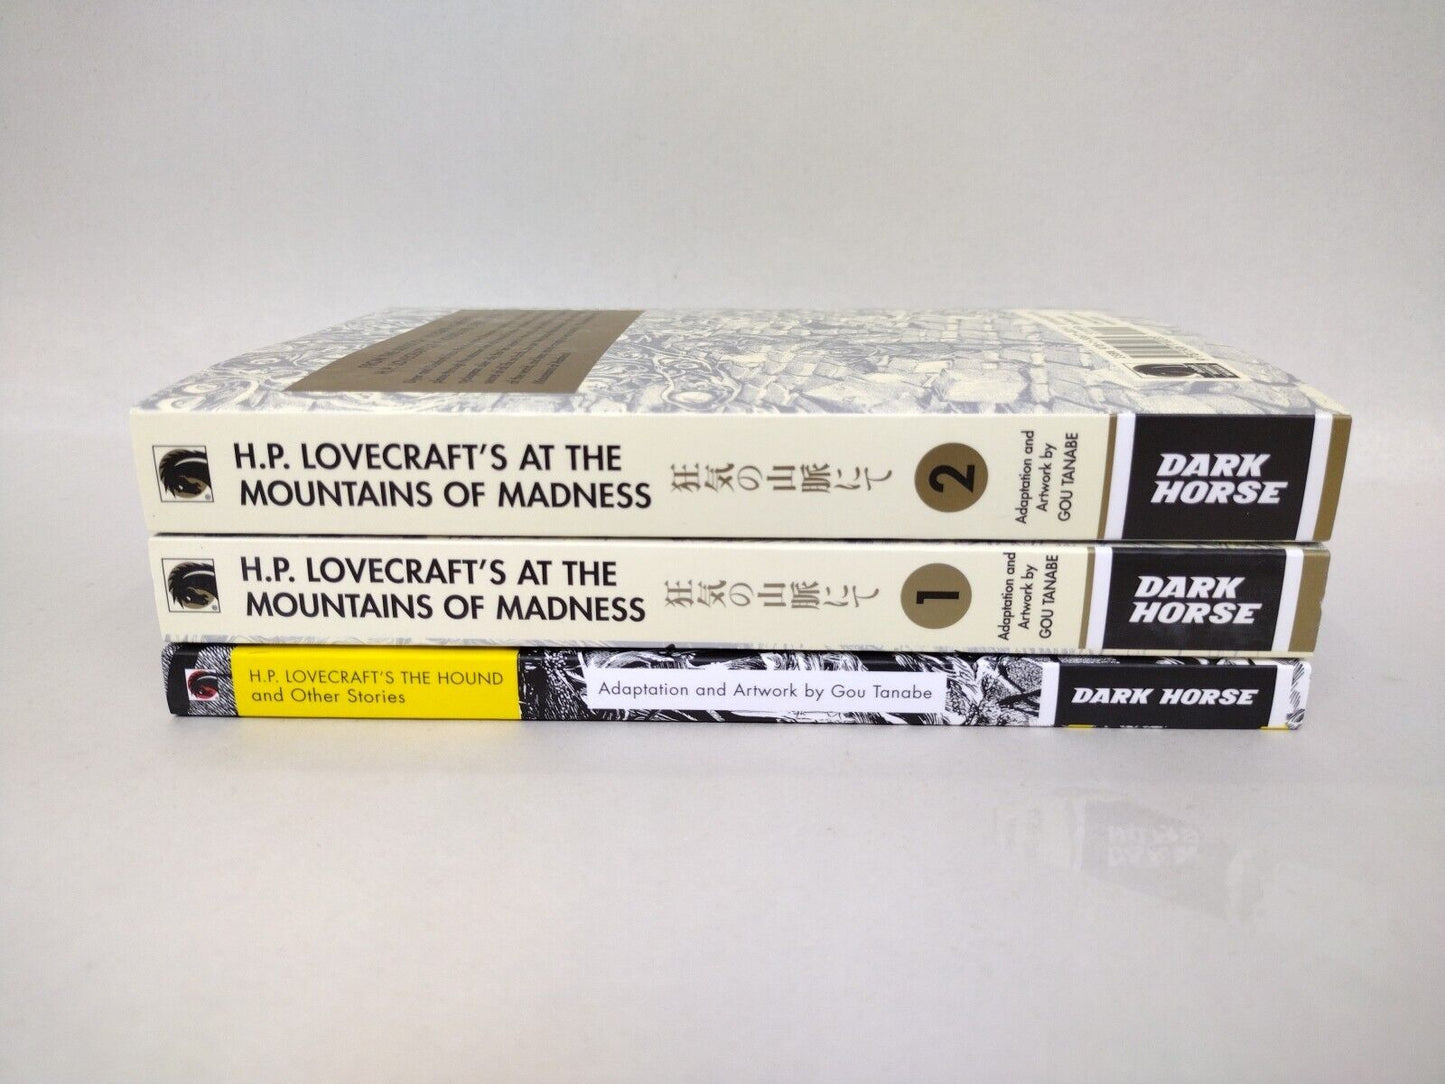 H.P. LOVECRAFT'S AT THE
MOUNTAINS OF MADNESS
狂気の山脈にて
2
Adaptation and
Artwork by
GOU TANABE
DARK
HORSE
H.P. LOVECRAFT'S AT THE
MOUNTAINS OF MADNESS
狂気の山脈にて
1
Adaptation and
Artwork by
GOU TANABE
DARK
HORSE
H.P. LOVECRAFT'S THE HOUND
and Other Stories
Adaptation and Artwork by Gou Tanabe
DARK HORSE